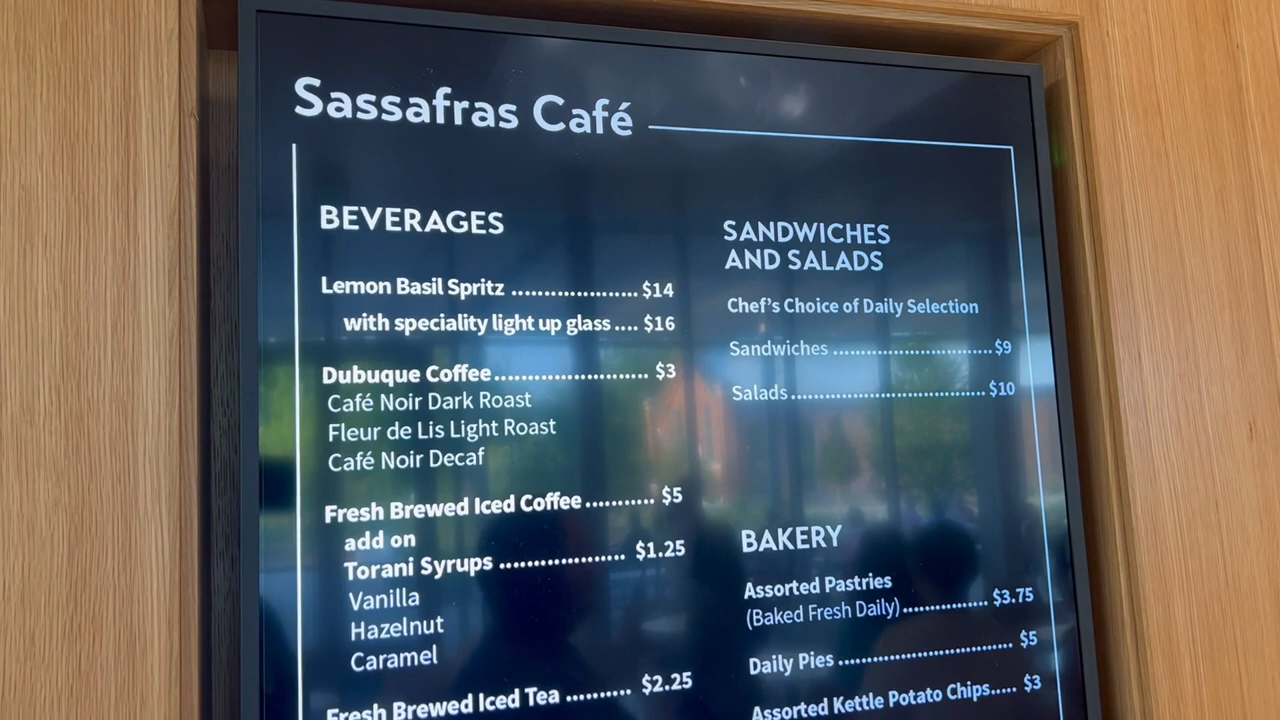 Sassafras Café
BEVERAGES
Lemon Basil Spritz .................... $14
with speciality light up glass .... $16
Dubuque Coffee........................ $3
Café Noir Dark Roast
Fleur de Lis Light Roast
Café Noir Decaf
Fresh Brewed Iced Coffee........... $5
add on
Torani Syrups .................... $1.25
Vanilla
Hazelnut
Caramel
Fresh Brewed Iced Tea .......... $2.25
SANDWICHES
AND SALADS
Chef's Choice of Daily Selection
Sandwiches ............................. $9
Salads ................................... $10
BAKERY
Assorted Pastries
(Baked Fresh Daily)............... $3.75
Daily Pies .............................. $5
Assorted Kettle Potato Chips..... $3